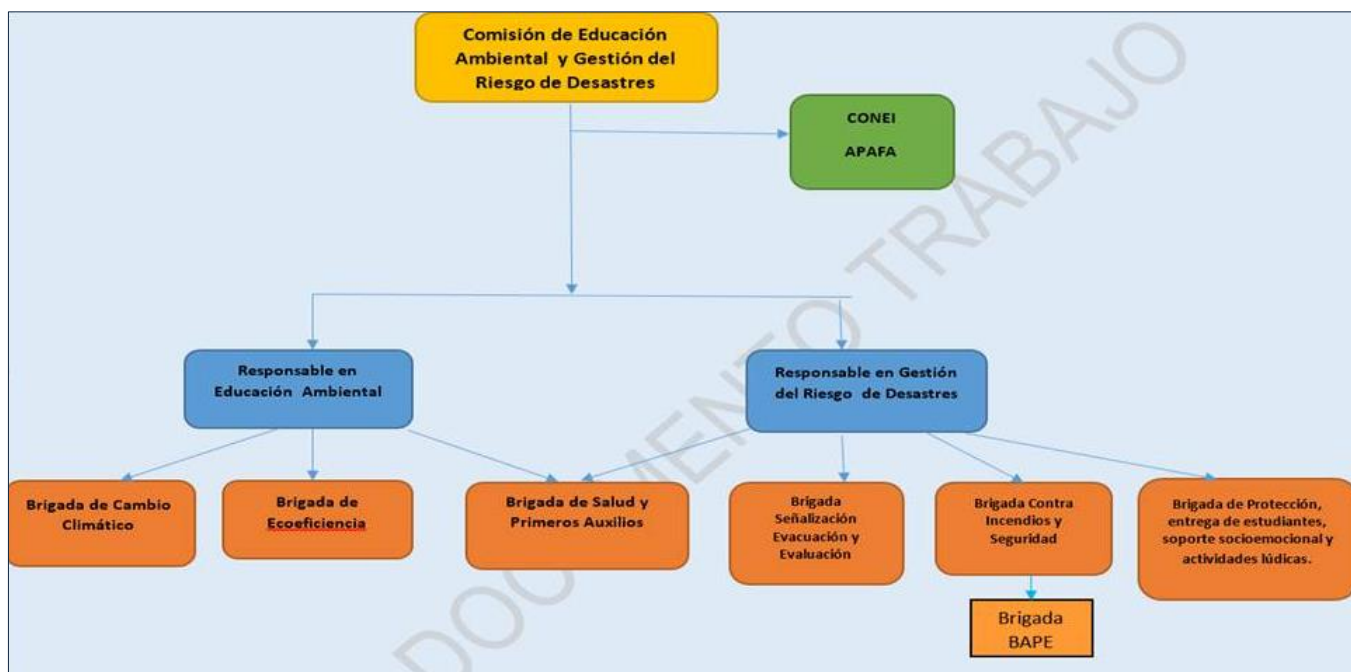 Comisión de Educación
Ambiental y Gestión del
Riesgo de Desastres
CONEI
APAFA
Responsable en
Educación Ambiental
Responsable en Gestión
del Riesgo de Desastres
Brigada de Cambio
Climático
Brigada de
Ecoeficiencia
Brigada de Salud y
Primeros Auxilios
Brigada
Señalización
Evacuación y
Evaluación
Brigada Contra
Incendios y
Seguridad
Brigada de Protección,
entrega de estudiantes,
soporte socioemocional y
actividades lúdicas.
Brigada
BAPE
DOCUMENTO TRABAJO